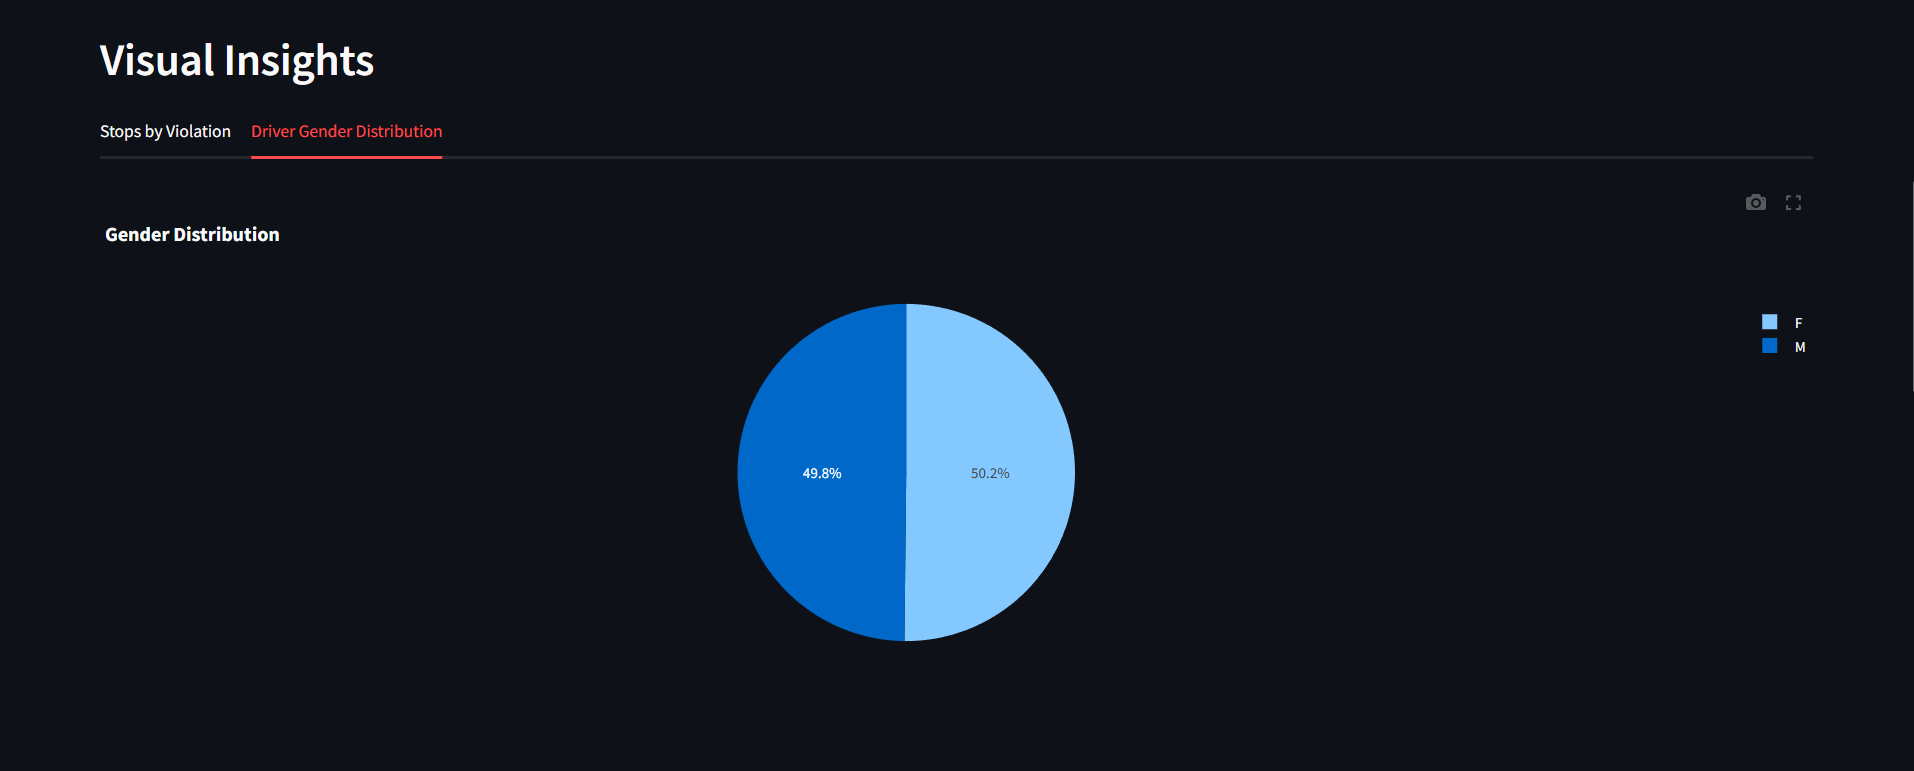 Visual Insights
Stops by Violation Driver Gender Distribution
Gender Distribution
F
M
49.8% 50.2%